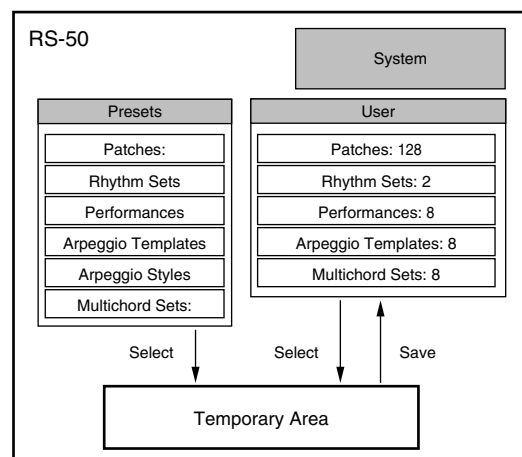 RS-50
System
Presets
Patches:
Rhythm Sets
Performances
Arpeggio Templates
Arpeggio Styles
Multichord Sets:
User
Patches: 128
Rhythm Sets: 2
Performances: 8
Arpeggio Templates: 8
Multichord Sets: 8
Select
Select
Save
Temporary Area